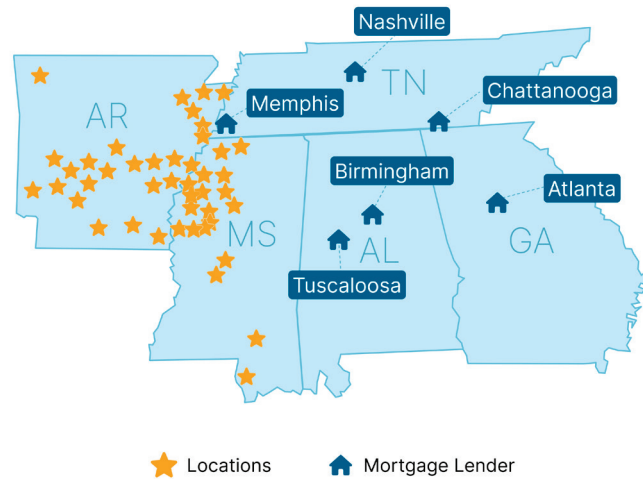 Nashville
TN
Chattanooga
AR
Memphis
Birmingham
Atlanta
MS
AL
GA
Tuscaloosa
Locations
Mortgage Lender